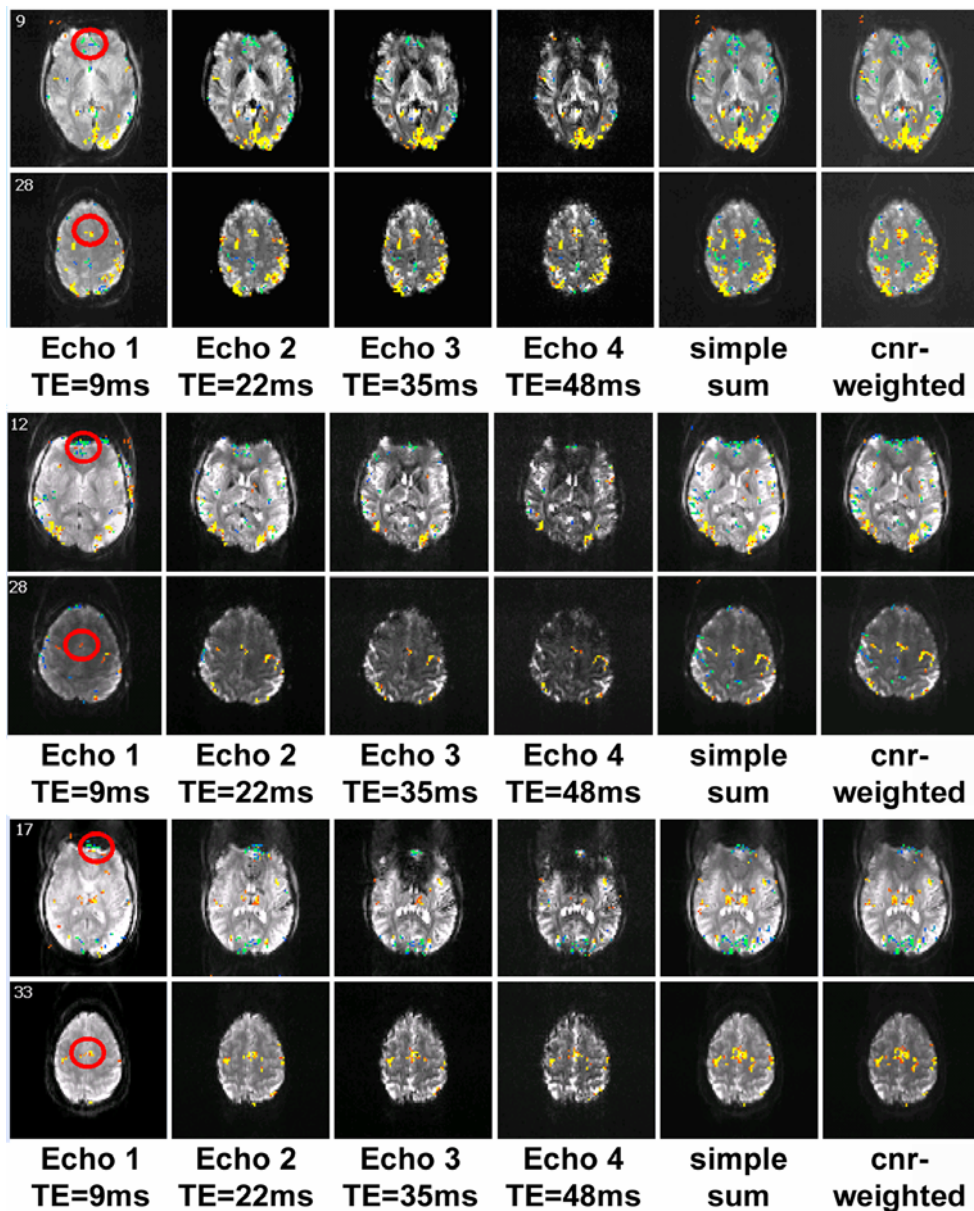 9
28
Echo 1 Echo 2 Echo 3 Echo 4 simple cnr-
TE=9ms TE=22ms TE=35ms TE=48ms sum weighted
12
28
Echo 1 Echo 2 Echo 3 Echo 4 simple cnr-
TE=9ms TE=22ms TE=35ms TE=48ms sum weighted
17
33
Echo 1 Echo 2 Echo 3 Echo 4 simple cnr-
TE=9ms TE=22ms TE=35ms TE=48ms sum weighted